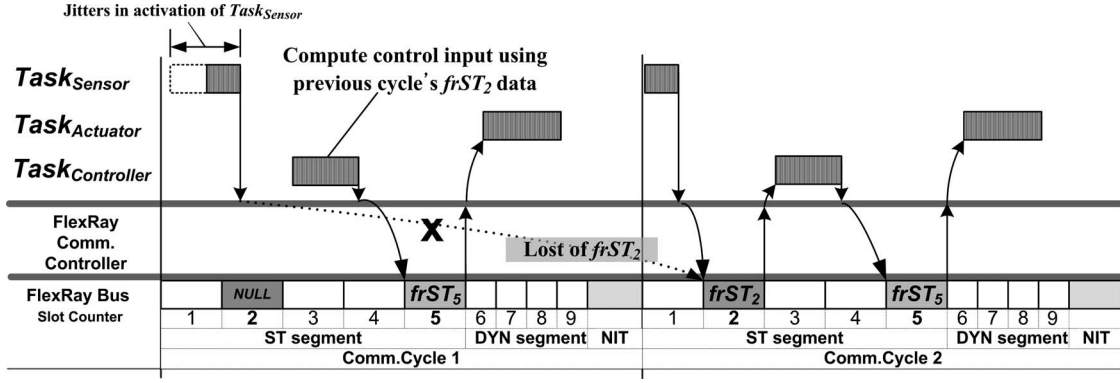 Jitters in activation of TaskSensor
Compute control input using
previous cycle's frST2 data
TaskSensor
TaskActuator
TaskController
X
FlexRay
Comm.
Controller
Lost of frST2
FlexRay Bus
NULL frST5 frST2 frST5
Slot Counter
1 2 3 4 5 6 7 8 9 1 2 3 4 5 6 7 8 9
ST segment DYN segment NIT ST segment DYN segment NIT
Comm.Cycle 1 Comm.Cycle 2